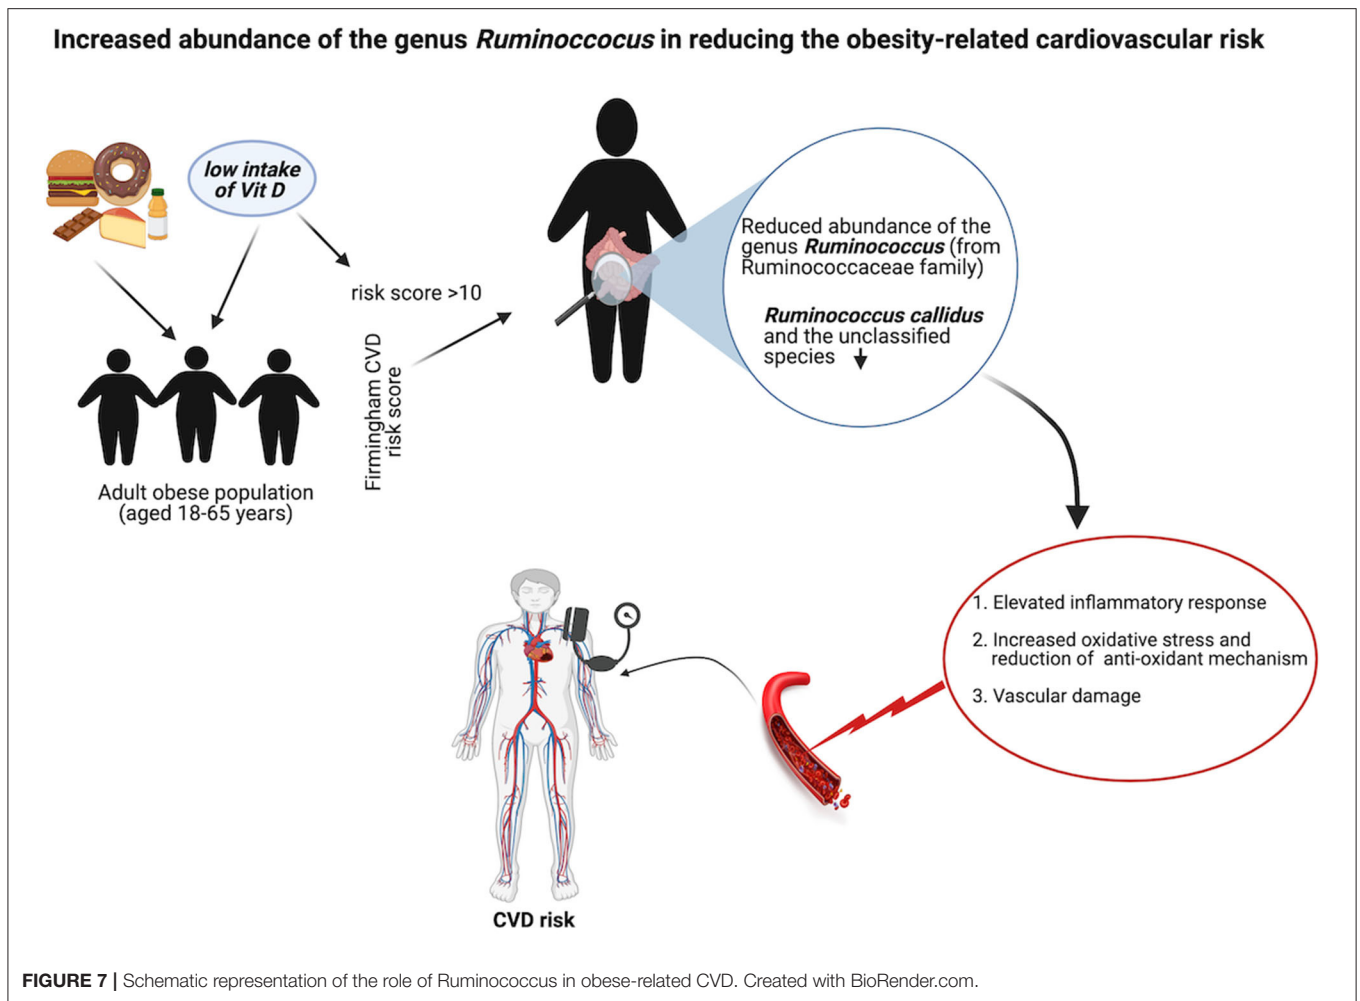 Increased abundance of the genus Ruminoccocus in reducing the obesity-related cardiovascular risk
low intake
of Vit D
risk score >10
Firmingham CVD
risk score
Adult obese population
(aged 18-65 years)
Reduced abundance of the
genus Ruminococcus (from
Ruminococcaceae family)
Ruminococcus callidus
and the unclassified
species
1. Elevated inflammatory response
2. Increased oxidative stress and
reduction of anti-oxidant mechanism
3. Vascular damage
CVD risk
FIGURE 7 | Schematic representation of the role of Ruminococcus in obese-related CVD. Created with BioRender.com.